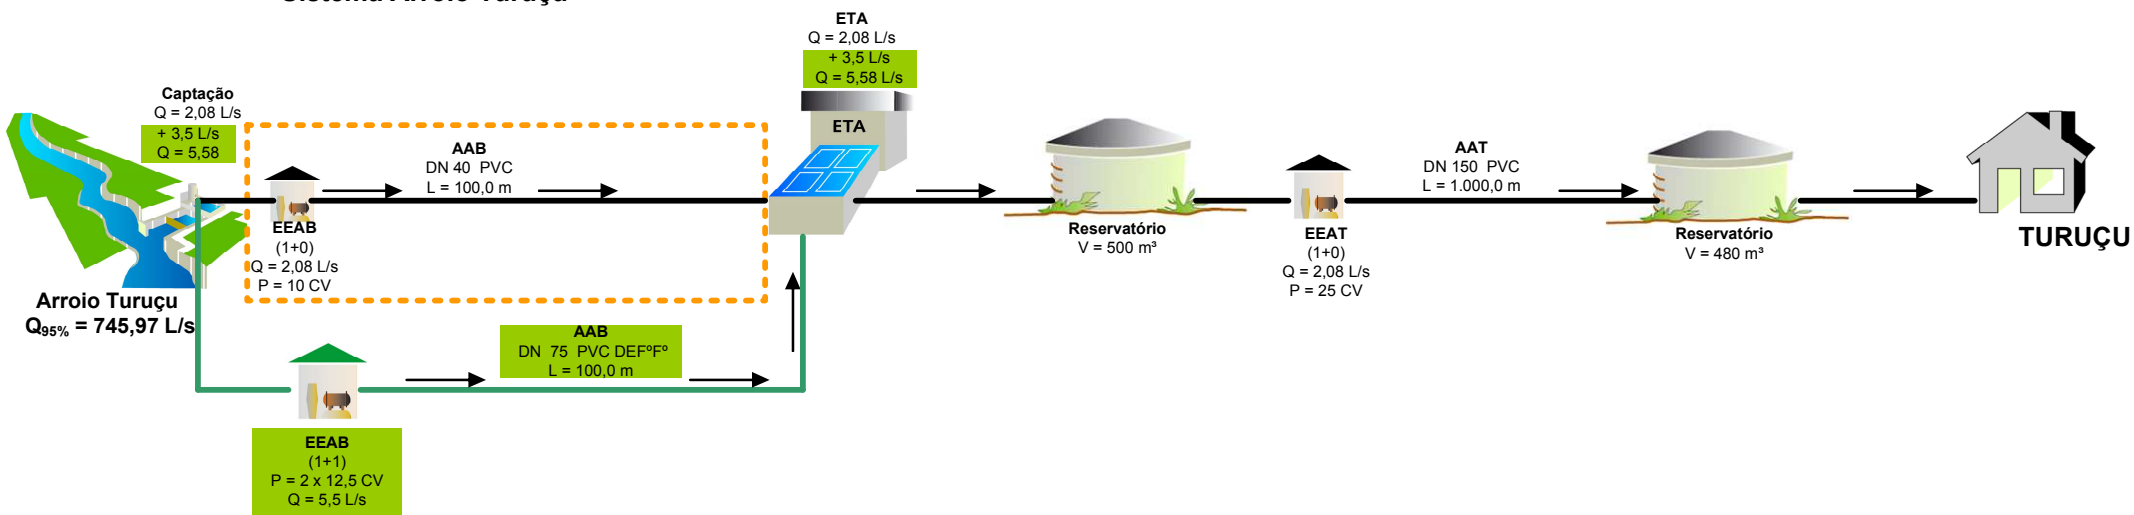 Sistema Arroio Turuçu
Captação
Q = 2,08 L/s
+ 3,5 L/s
Q = 5,58
AAB
DN 40  PVC
L = 100,0 m
EEAB
(1+0)
Q = 2,08 L/s
P = 10 CV
Arroio Turuçu
Q95% = 745,97 L/s
AAB
DN  75  PVC DEFºFº
L = 100,0 m
EEAB
(1+1)
P = 2 x 12,5 CV
Q = 5,5 L/s
ETA
Q = 2,08 L/s
+ 3,5 L/s
Q = 5,58 L/s
ETA
Reservatório
V = 500 m³
EEAT
(1+0)
Q = 2,08 L/s
P = 25 CV
AAT
DN 150  PVC
L = 1.000,0 m
Reservatório
V = 480 m³
TURUÇU